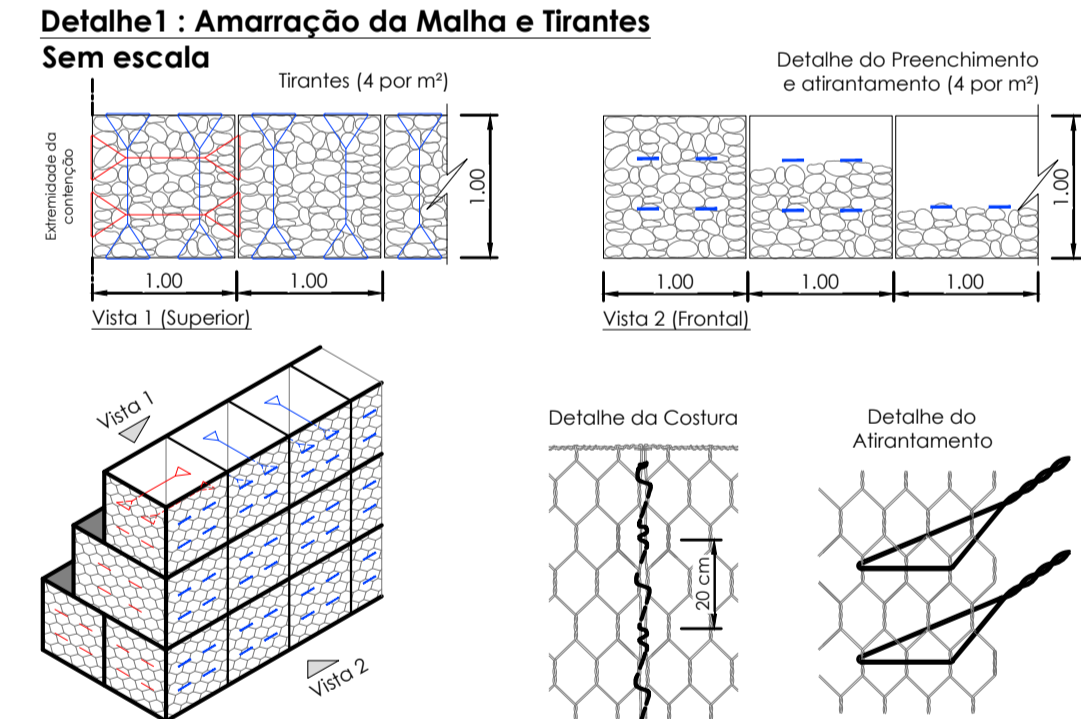 Detalhe1 : Amarração da Malha e Tirantes
Sem escala
Tirantes (4 por m²)
Extremidade da
contenção
1.00
1.00
1.00
Vista 1 (Superior)
Detalhe do Preenchimento
e atirantamento (4 por m²)
1.00
1.00
1.00
1.00
Vista 2 (Frontal)
Vista 1
Vista 2
Detalhe da Costura
20 cm
Detalhe do
Atirantamento